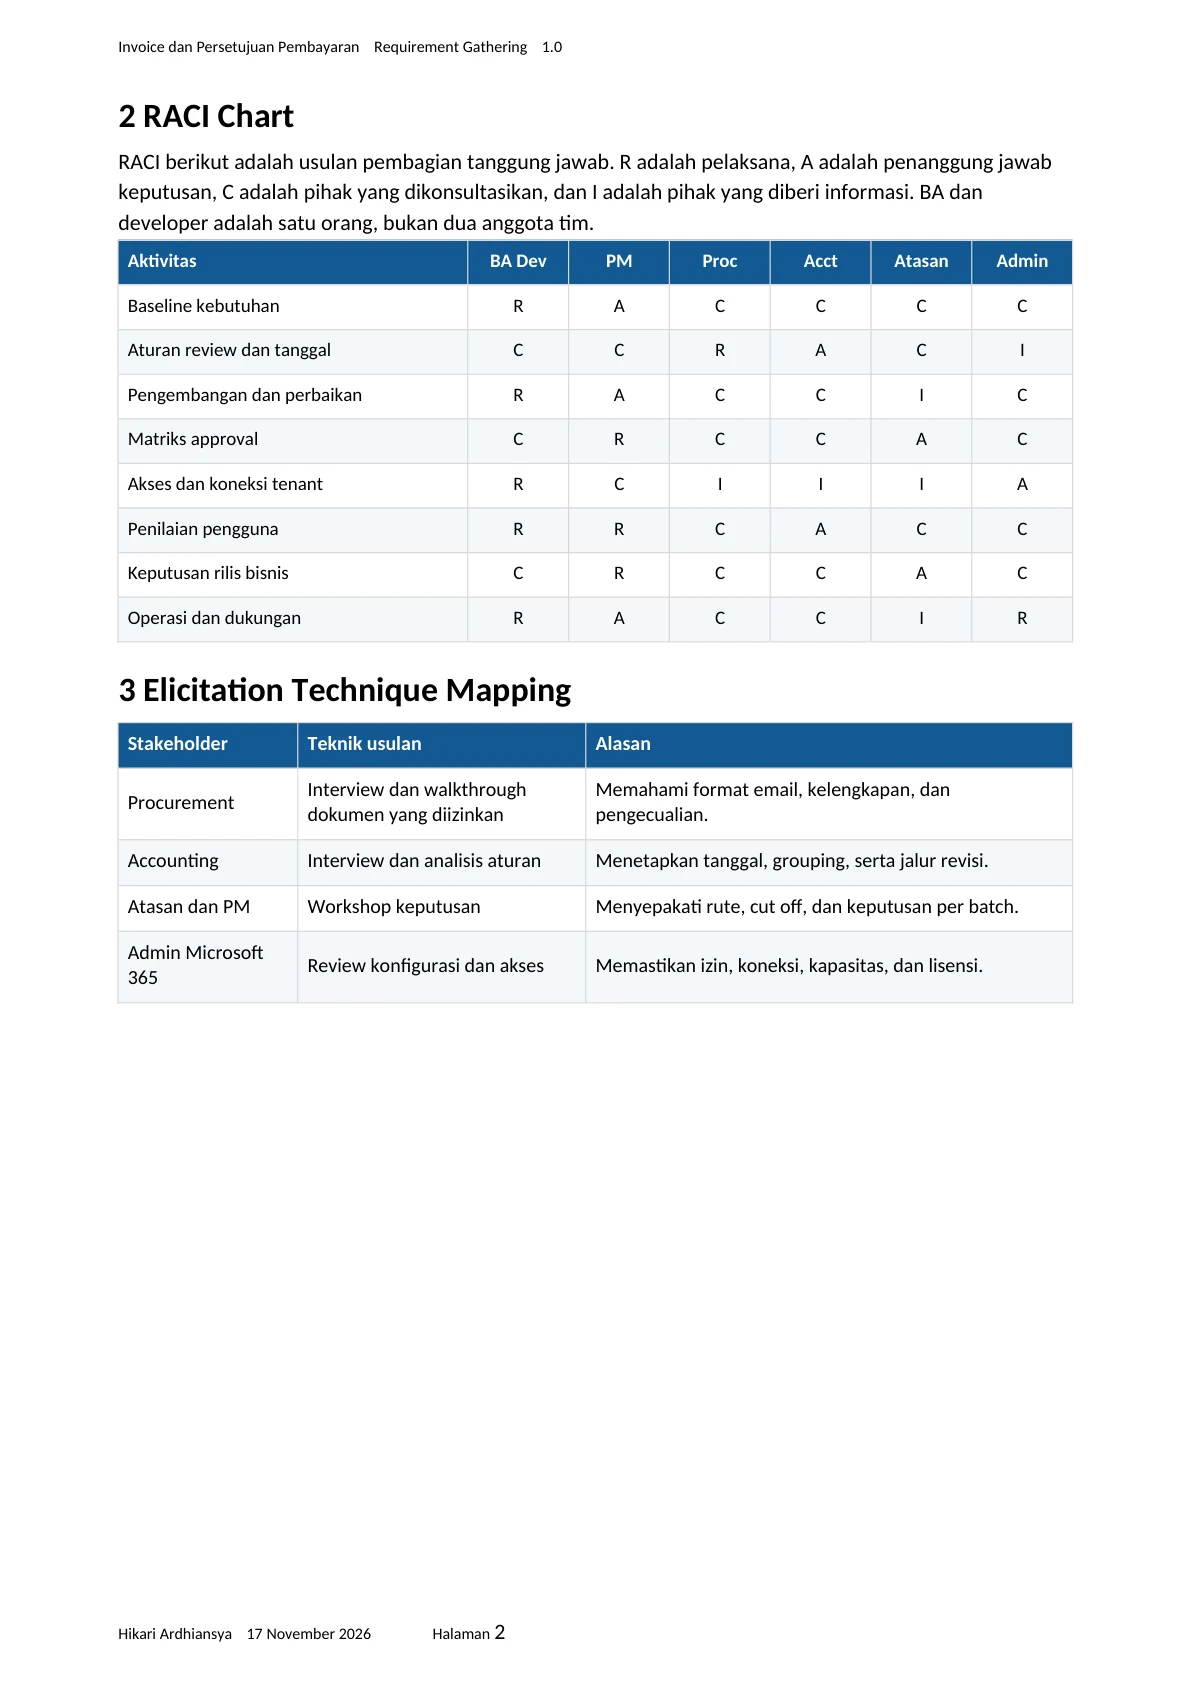 Invoice dan Persetujuan Pembayaran    Requirement Gathering    1.0
2 RACI Chart
RACI berikut adalah usulan pembagian tanggung jawab. R adalah pelaksana, A adalah penanggung jawab
keputusan, C adalah pihak yang dikonsultasikan, dan I adalah pihak yang diberi informasi. BA dan
developer adalah satu orang, bukan dua anggota tim.
Aktivitas BA Dev PM Proc Acct Atasan Admin
Baseline kebutuhan R A C C C C
Aturan review dan tanggal C C R A C I
Pengembangan dan perbaikan R A C C I C
Matriks approval C R C C A C
Akses dan koneksi tenant R C I I I A
Penilaian pengguna R R C A C C
Keputusan rilis bisnis C R C C A C
Operasi dan dukungan R A C C I R
3 Elicitation Technique Mapping
Stakeholder Teknik usulan Alasan
Procurement
Interview dan walkthrough
dokumen yang diizinkan
Memahami format email, kelengkapan, dan
pengecualian.
Accounting Interview dan analisis aturan Menetapkan tanggal, grouping, serta jalur revisi.
Atasan dan PM Workshop keputusan Menyepakati rute, cut off, dan keputusan per batch.
Admin Microsoft
365
Review konfigurasi dan akses Memastikan izin, koneksi, kapasitas, dan lisensi.
Hikari Ardhiansya    17 November 2026    Halaman 2